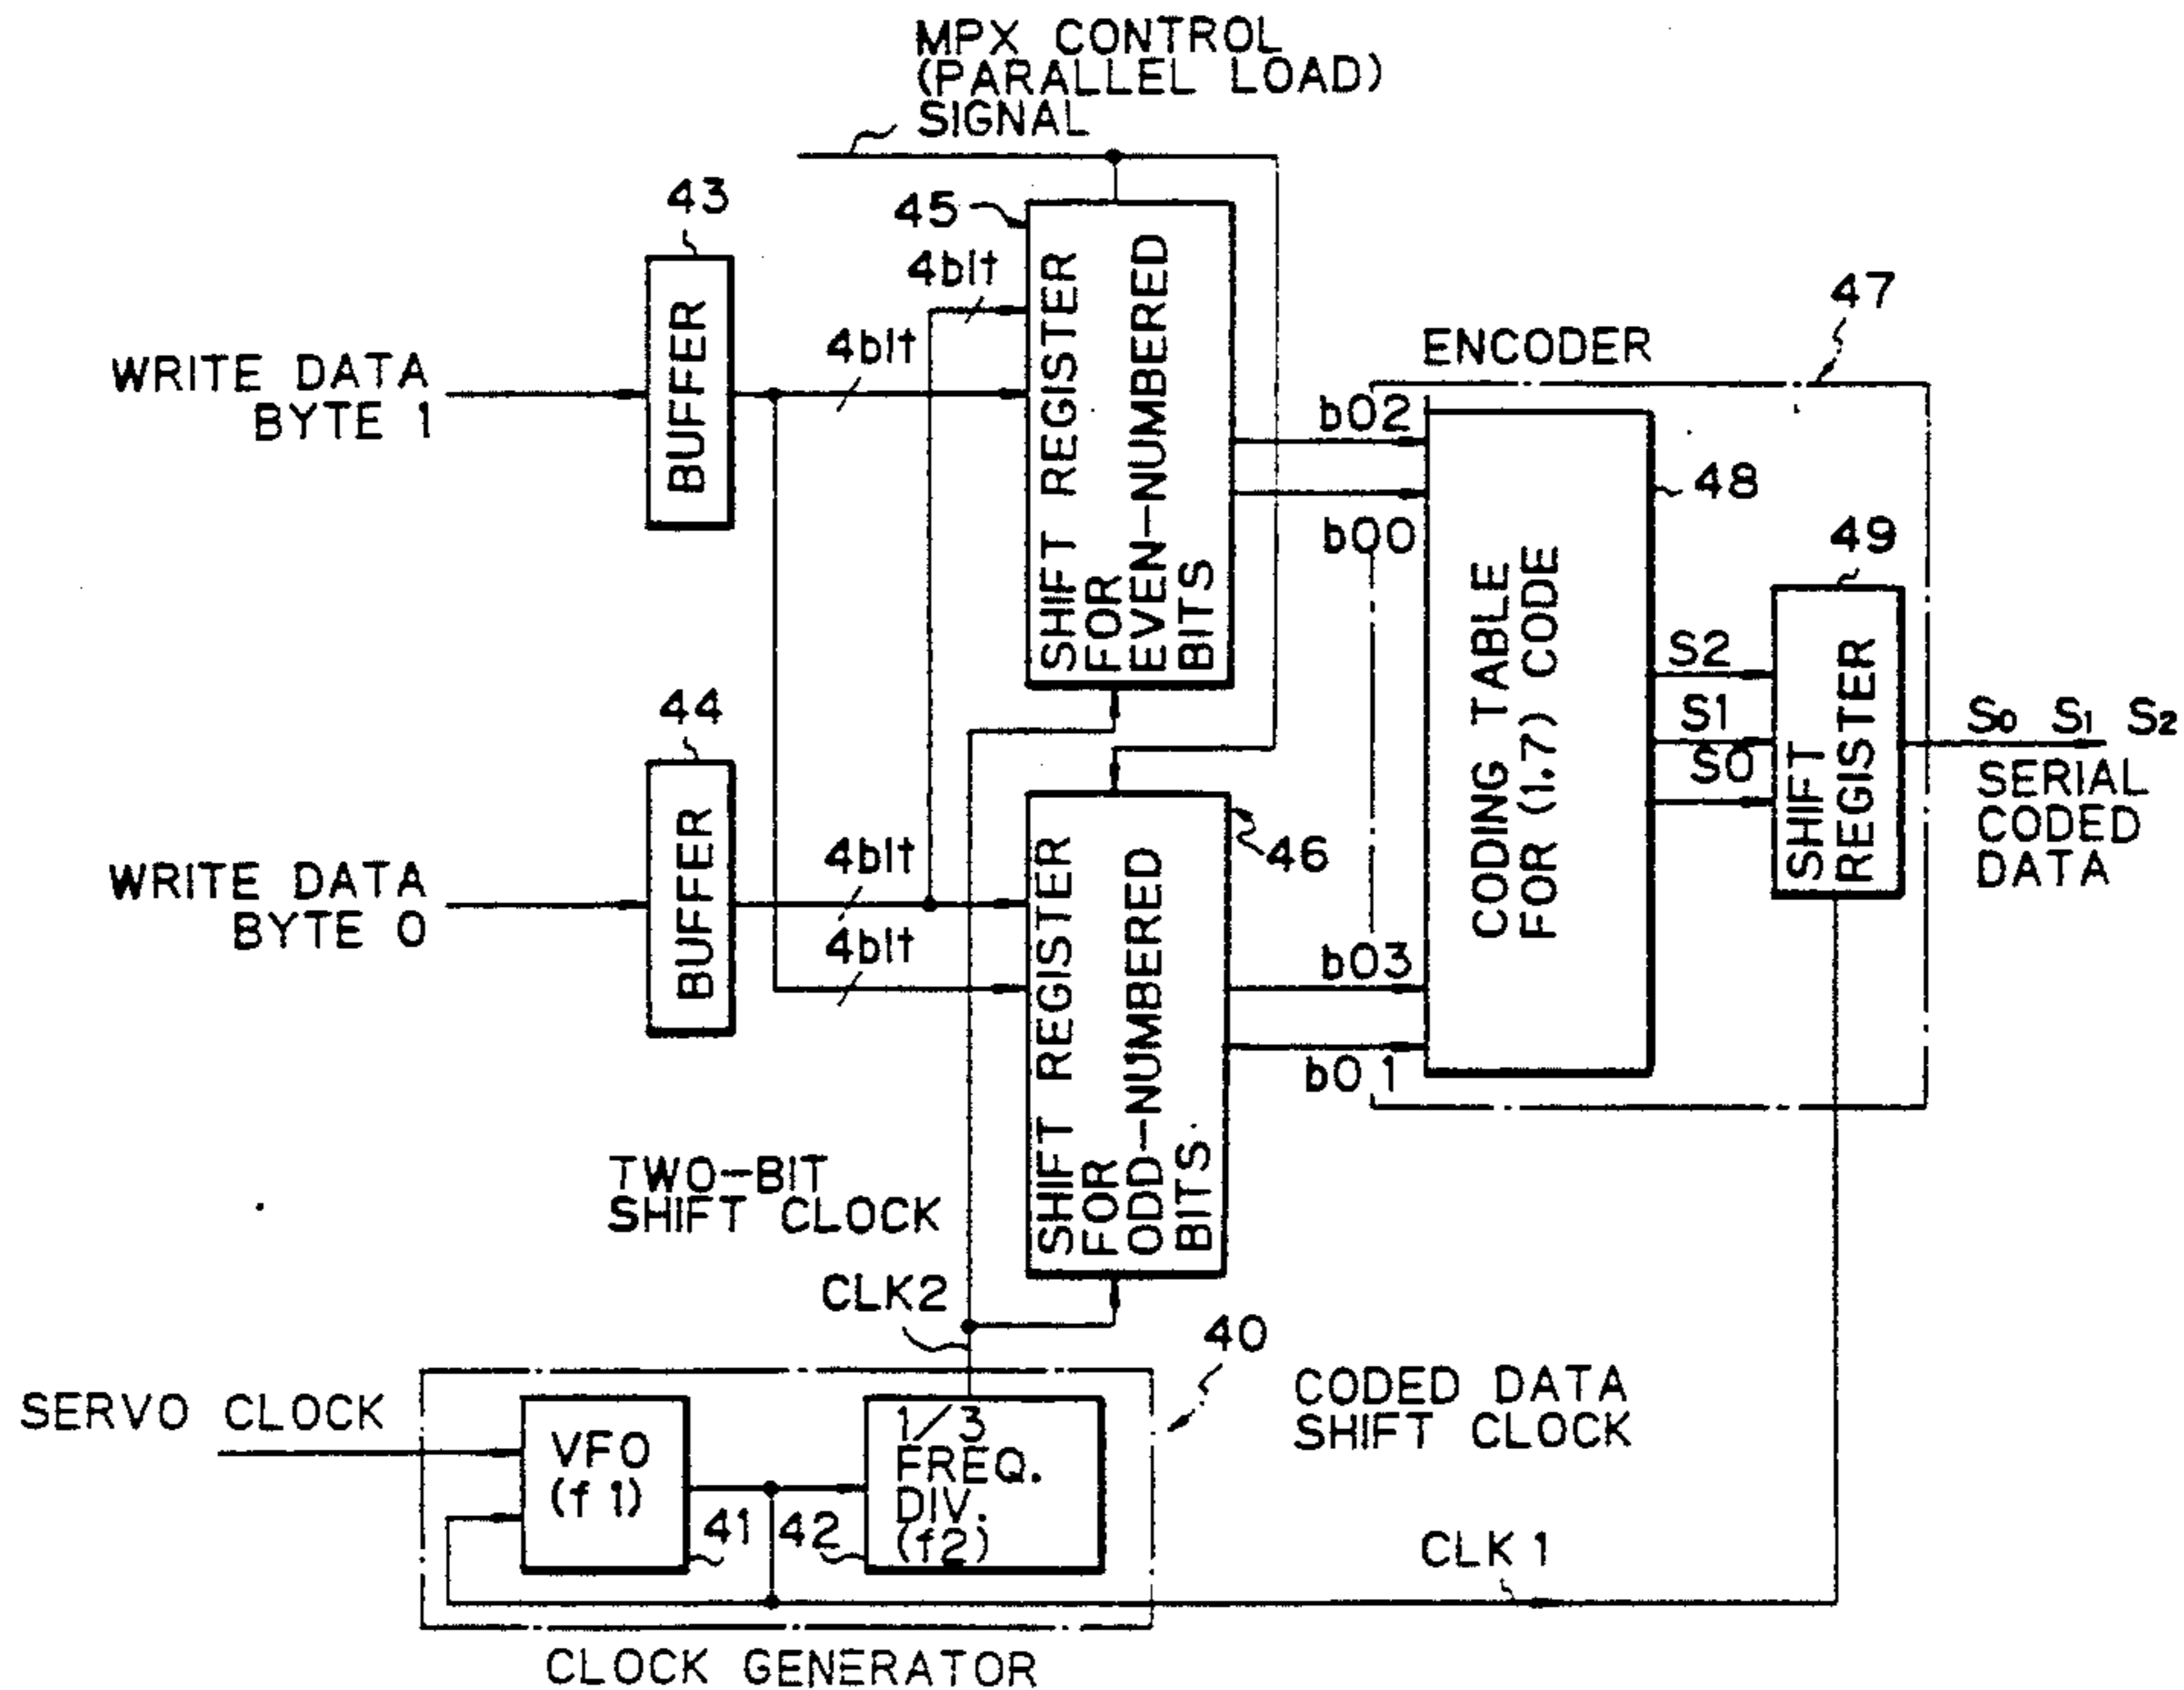 MPX CONTROL
(PARALLEL LOAD)
SIGNAL
43
45
4bit
4bit
BUFFER
WRITE DATA
BYTE 1
SHIFT REGISTER
FOR
EVEN-NUMBERED
BITS
47
ENCODER
b02
b00
48
49
CODING TABLE
FOR (1.7) CODE
S2
S1
S0
SHIFT
REGISTER
S0 S1 S2
SERIAL
CODED
DATA
44
BUFFER
WRITE DATA
BYTE 0
4bit
4bit
46
SHIFT REGISTER
FOR
ODD-NUMBERED
BITS
b03
b01
TWO-BIT
SHIFT CLOCK
CLK2
40
SERVO CLOCK
VFO
(f1)
41
42
1/3
FREQ.
DIV.
(f2)
CODED DATA
SHIFT CLOCK
CLK1
CLOCK GENERATOR